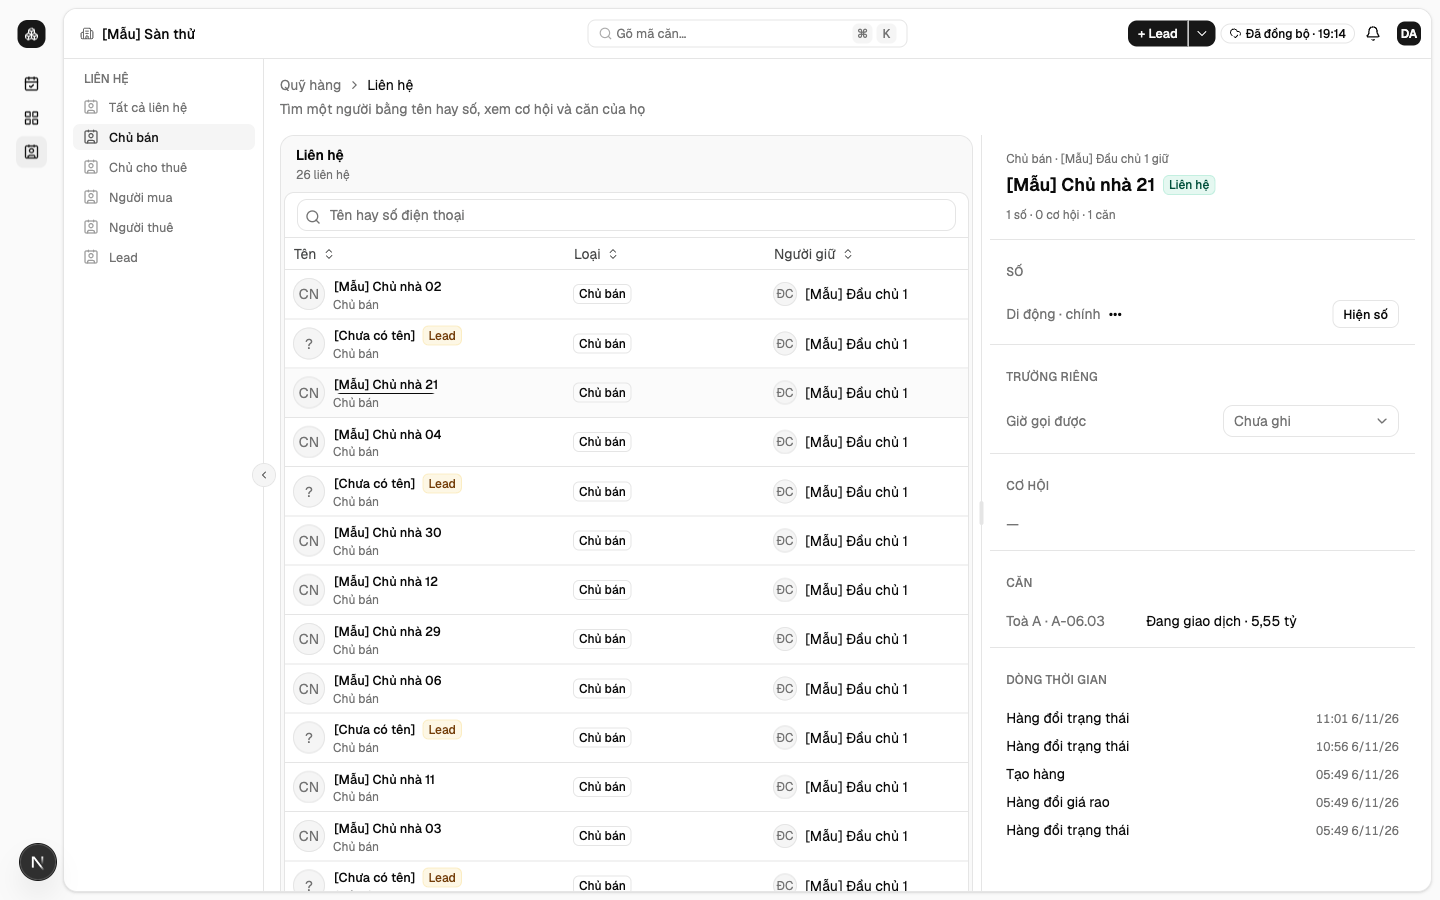 [Mẫu] Sàn thử
Gõ mã căn...
⌘ K
+ Lead
Đã đồng bộ · 19:14
DA
LIÊN HỆ
Tất cả liên hệ
Chủ bán
Chủ cho thuê
Người mua
Người thuê
Lead
Quỹ hàng > Liên hệ
Tìm một người bằng tên hay số, xem cơ hội và căn của họ
Liên hệ
26 liên hệ
Tên hay số điện thoại
Tên Loại Người giữ
CN [Mẫu] Chủ nhà 02 Chủ bán ĐC [Mẫu] Đầu chủ 1
Chủ bán
? [Chưa có tên] Lead Chủ bán ĐC [Mẫu] Đầu chủ 1
Chủ bán
CN [Mẫu] Chủ nhà 21 Chủ bán ĐC [Mẫu] Đầu chủ 1
Chủ bán
CN [Mẫu] Chủ nhà 04 Chủ bán ĐC [Mẫu] Đầu chủ 1
Chủ bán
? [Chưa có tên] Lead Chủ bán ĐC [Mẫu] Đầu chủ 1
Chủ bán
CN [Mẫu] Chủ nhà 30 Chủ bán ĐC [Mẫu] Đầu chủ 1
Chủ bán
CN [Mẫu] Chủ nhà 12 Chủ bán ĐC [Mẫu] Đầu chủ 1
Chủ bán
CN [Mẫu] Chủ nhà 29 Chủ bán ĐC [Mẫu] Đầu chủ 1
Chủ bán
CN [Mẫu] Chủ nhà 06 Chủ bán ĐC [Mẫu] Đầu chủ 1
Chủ bán
? [Chưa có tên] Lead Chủ bán ĐC [Mẫu] Đầu chủ 1
Chủ bán
CN [Mẫu] Chủ nhà 11 Chủ bán ĐC [Mẫu] Đầu chủ 1
Chủ bán
CN [Mẫu] Chủ nhà 03 Chủ bán ĐC [Mẫu] Đầu chủ 1
Chủ bán
? [Chưa có tên] Lead Chủ bán ĐC [Mẫu] Đầu chủ 1
Chủ bán · [Mẫu] Đầu chủ 1 giữ
[Mẫu] Chủ nhà 21 Liên hệ
1 số · 0 cơ hội · 1 căn
SỐ
Di động · chính ••• Hiện số
TRƯỜNG RIÊNG
Giờ gọi được Chưa ghi
CƠ HỘI
—
CĂN
Toà A · A-06.03 Đang giao dịch · 5,55 tỷ
DÒNG THỜI GIAN
Hàng đổi trạng thái 11:01 6/11/26
Hàng đổi trạng thái 10:56 6/11/26
Tạo hàng 05:49 6/11/26
Hàng đổi giá rao 05:49 6/11/26
Hàng đổi trạng thái 05:49 6/11/26
N